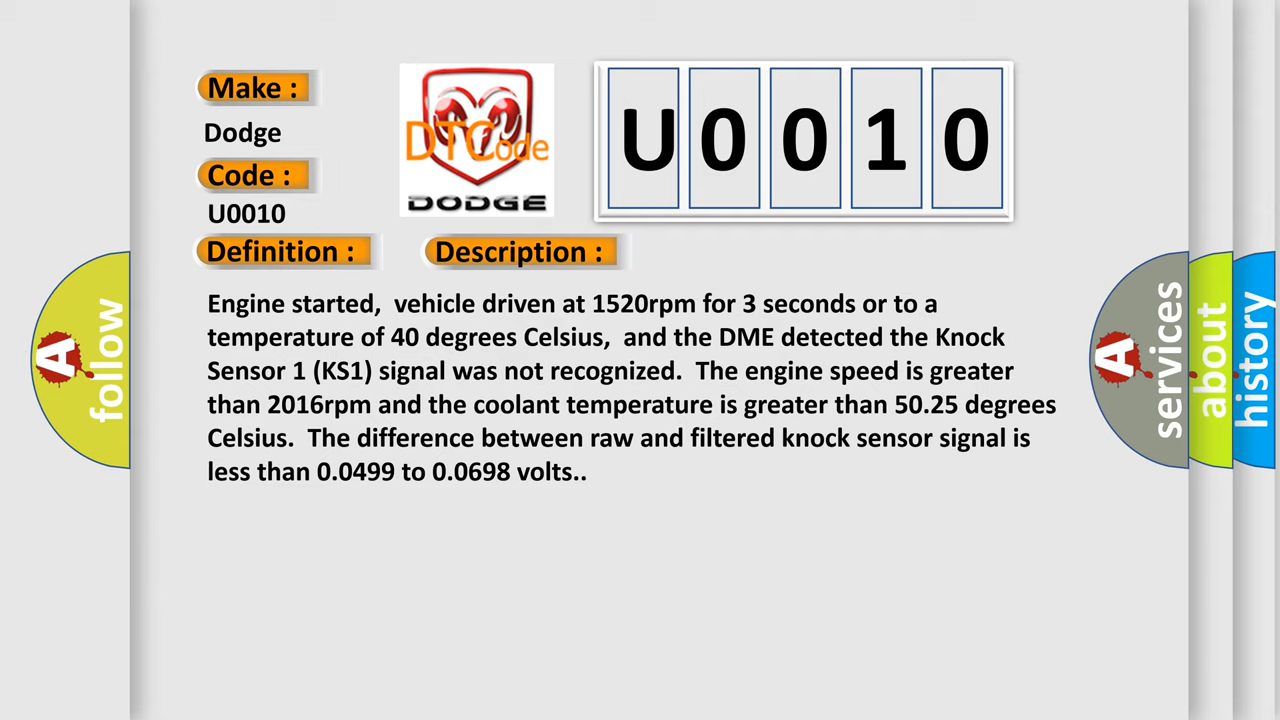 Make :
Dodge
Code :
U0010
DTCode
DODGE
U0010
Definition :
Description :
Engine started,  vehicle driven at 1520rpm for 3 seconds or to a
temperature of 40 degrees Celsius,  and the DME detected the Knock
Sensor 1 (KS1) signal was not recognized  The engine speed is greater
than 2016rpm and the coolant temperature is greater than 50.25 degrees
Celsius  The difference between raw and filtered knock sensor signal is
less than 0.0499 to 0.0698 volts..
A
follow
A
services
about
history